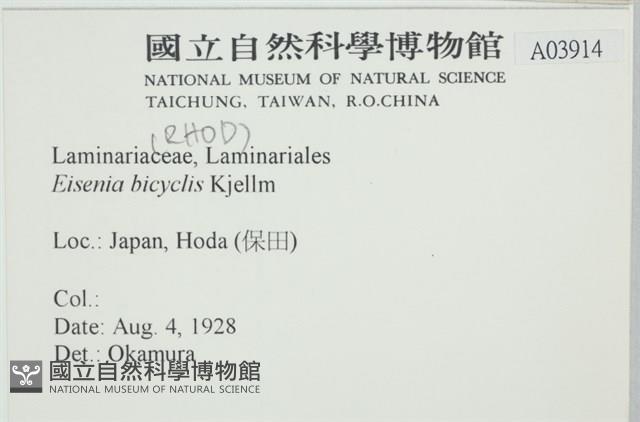 國立自然科學博物館
A03914
NATIONAL MUSEUM OF NATURAL SCIENCE
TAICHUNG, TAIWAN, R.O.CHINA
(RHOD)
Laminariaceae, Laminariales
Eisenia bicyclis Kjellm
Loc.: Japan, Hoda (保田)
Col.:
Date: Aug. 4, 1928
Det.: Okamura
國立自然科學博物館
NATIONAL MUSEUM OF NATURAL SCIENCE